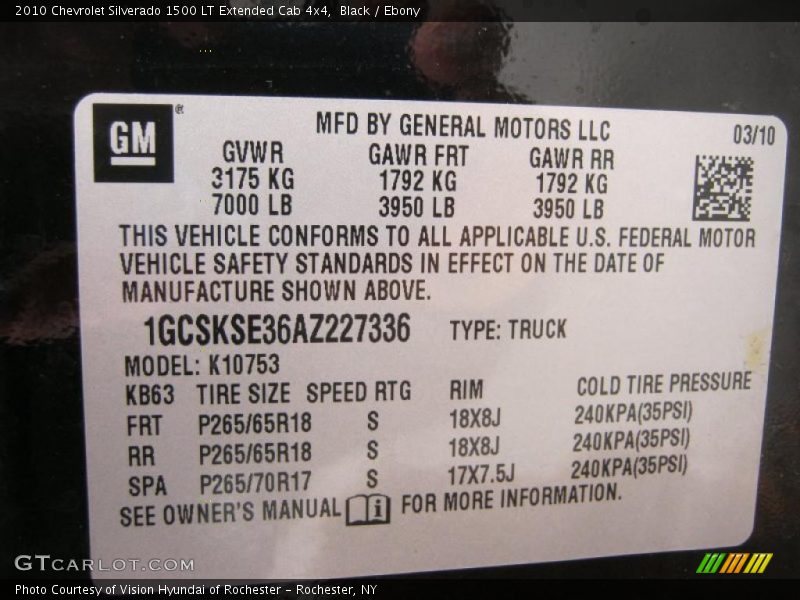 2010 Chevrolet Silverado 1500 LT Extended Cab 4x4, Black / Ebony
GM ®
MFD BY GENERAL MOTORS LLC 03/10
GVWR GAWR FRT GAWR RR
3175 KG 1792 KG 1792 KG
7000 LB 3950 LB 3950 LB
THIS VEHICLE CONFORMS TO ALL APPLICABLE U.S. FEDERAL MOTOR
VEHICLE SAFETY STANDARDS IN EFFECT ON THE DATE OF
MANUFACTURE SHOWN ABOVE.
1GCSKSE36AZ227336 TYPE: TRUCK
MODEL: K10753
KB63 TIRE SIZE SPEED RTG RIM COLD TIRE PRESSURE
FRT P265/65R18 S 18X8J 240KPA(35PSI)
RR P265/65R18 S 18X8J 240KPA(35PSI)
SPA P265/70R17 S 17X7.5J 240KPA(35PSI)
SEE OWNER'S MANUAL i FOR MORE INFORMATION.
GTCARLOT.COM
Photo Courtesy of Vision Hyundai of Rochester – Rochester, NY